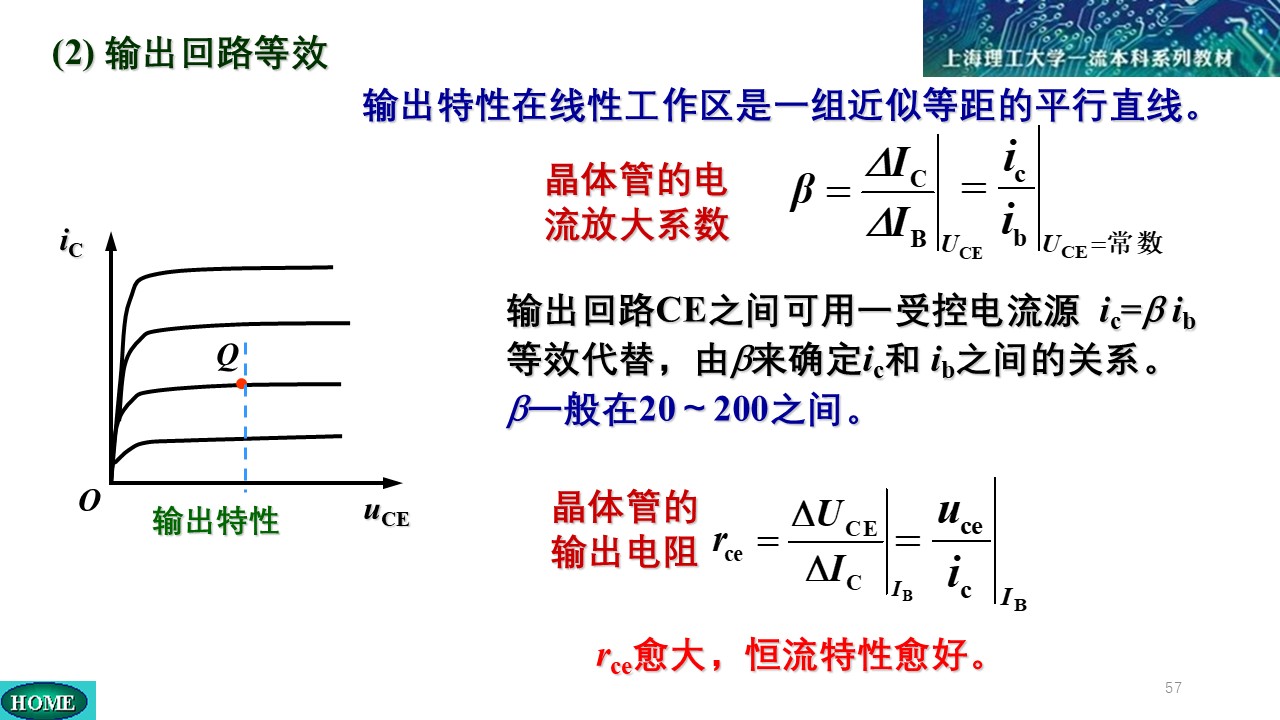 (2) 输出回路等效
上海理工大学一流本科系列教材
输出特性在线性工作区是一组近似等距的平行直线。
晶体管的电
流放大系数
β = ΔIC/ΔIB |UCE = ic/ib |UCE=常数
输出回路CE之间可用一受控电流源 ic=β ib
等效代替，由β来确定ic和 ib之间的关系。
β一般在20～200之间。
iC
Q
O
uCE
输出特性
晶体管的
输出电阻
rce = ΔUCE/ΔIC |IB = uce/ic |IB
rce愈大，恒流特性愈好。
HOME
57